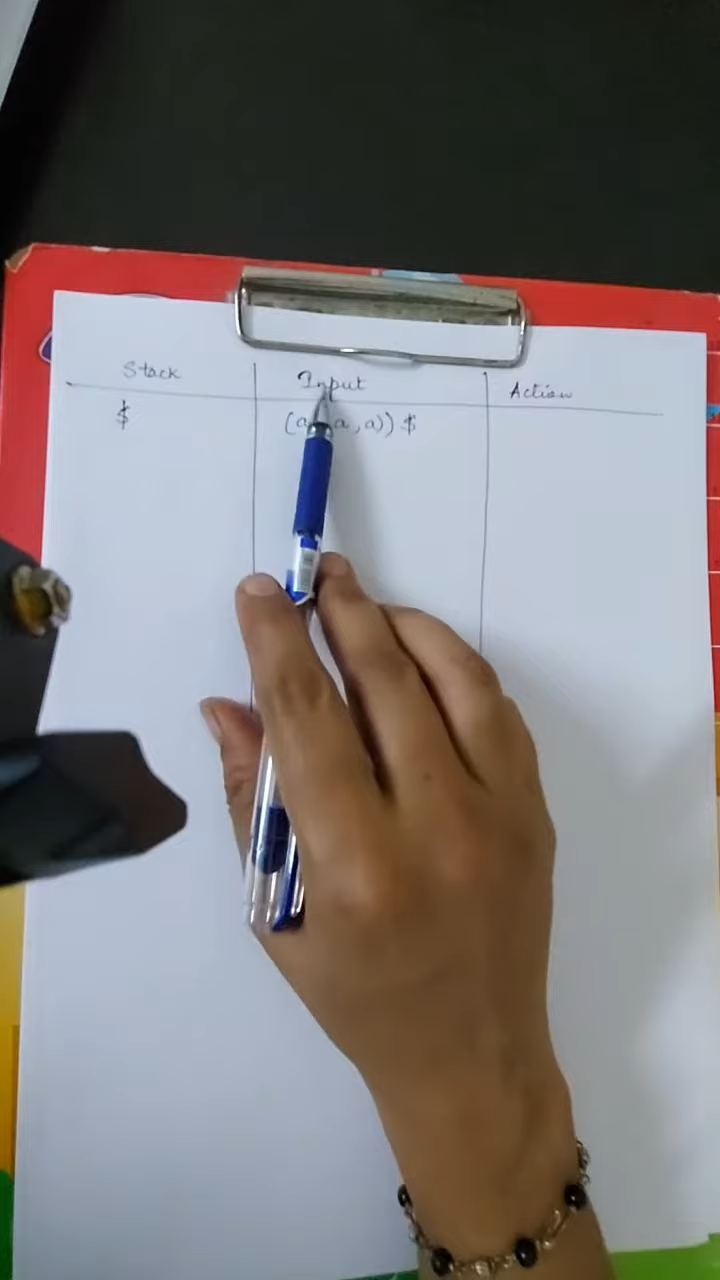 Stack Input Action
$ (a a , a)) $